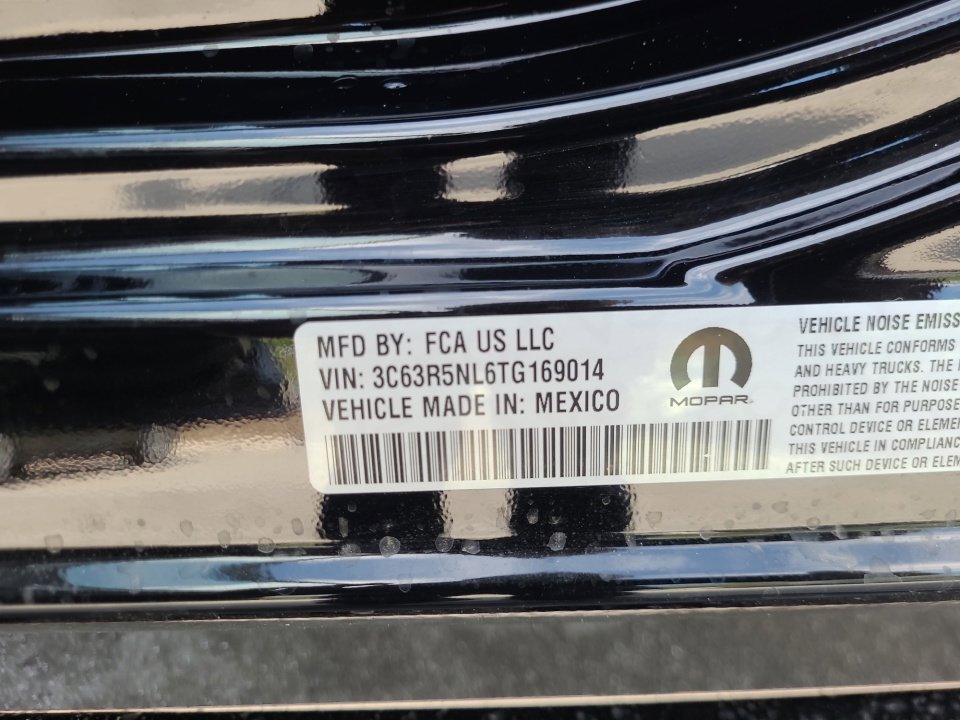 MFD BY: FCA US LLC
VIN: 3C63R5NL6TG169014
VEHICLE MADE IN: MEXICO
MOPAR
VEHICLE NOISE EMISS
THIS VEHICLE CONFORMS
AND HEAVY TRUCKS. THE
PROHIBITED BY THE NOISE
OTHER THAN FOR PURPOSE
CONTROL DEVICE OR ELEME
THIS VEHICLE IN COMPLIANC
AFTER SUCH DEVICE OR ELEM